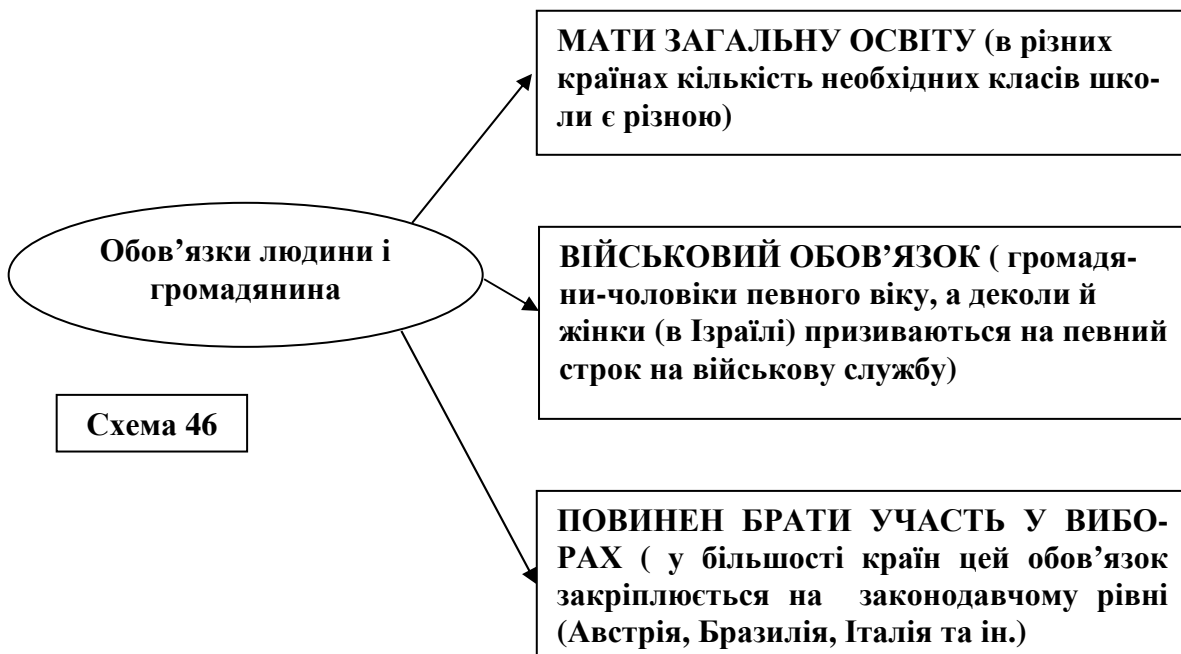 МАТИ ЗАГАЛЬНУ ОСВІТУ (в різних
країнах кількість необхідних класів шко-
ли є різною)
Обов’язки людини і
громадянина
ВІЙСЬКОВИЙ ОБОВ’ЯЗОК ( громадя-
ни-чоловіки певного віку, а деколи й
жінки (в Ізраїлі) призиваються на певний
строк на військову службу)
Схема 46
ПОВИНЕН БРАТИ УЧАСТЬ У ВИБО-
РАХ ( у більшості країн цей обов’язок
закріплюється на законодавчому рівні
(Австрія, Бразилія, Італія та ін.)